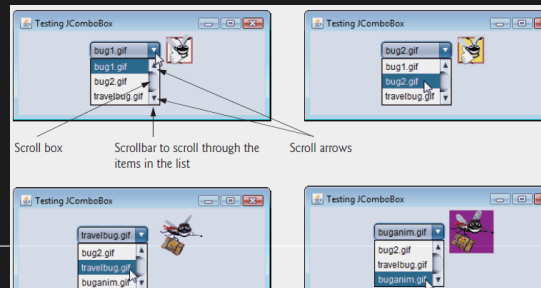 Testing JComboBox
bug1.gif
bug1.gif
bug2.gif
travelbug.gif
Testing JComboBox
bug2.gif
bug1.gif
bug2.gif
travelbug.gif
Scroll box
Scrollbar to scroll through the
items in the list
Scroll arrows
Testing JComboBox
travelbug.gif
bug2.gif
travelbug.gif
buganim.gif
Testing JComboBox
buganim.gif
bug2.gif
travelbug.gif
buganim.gif